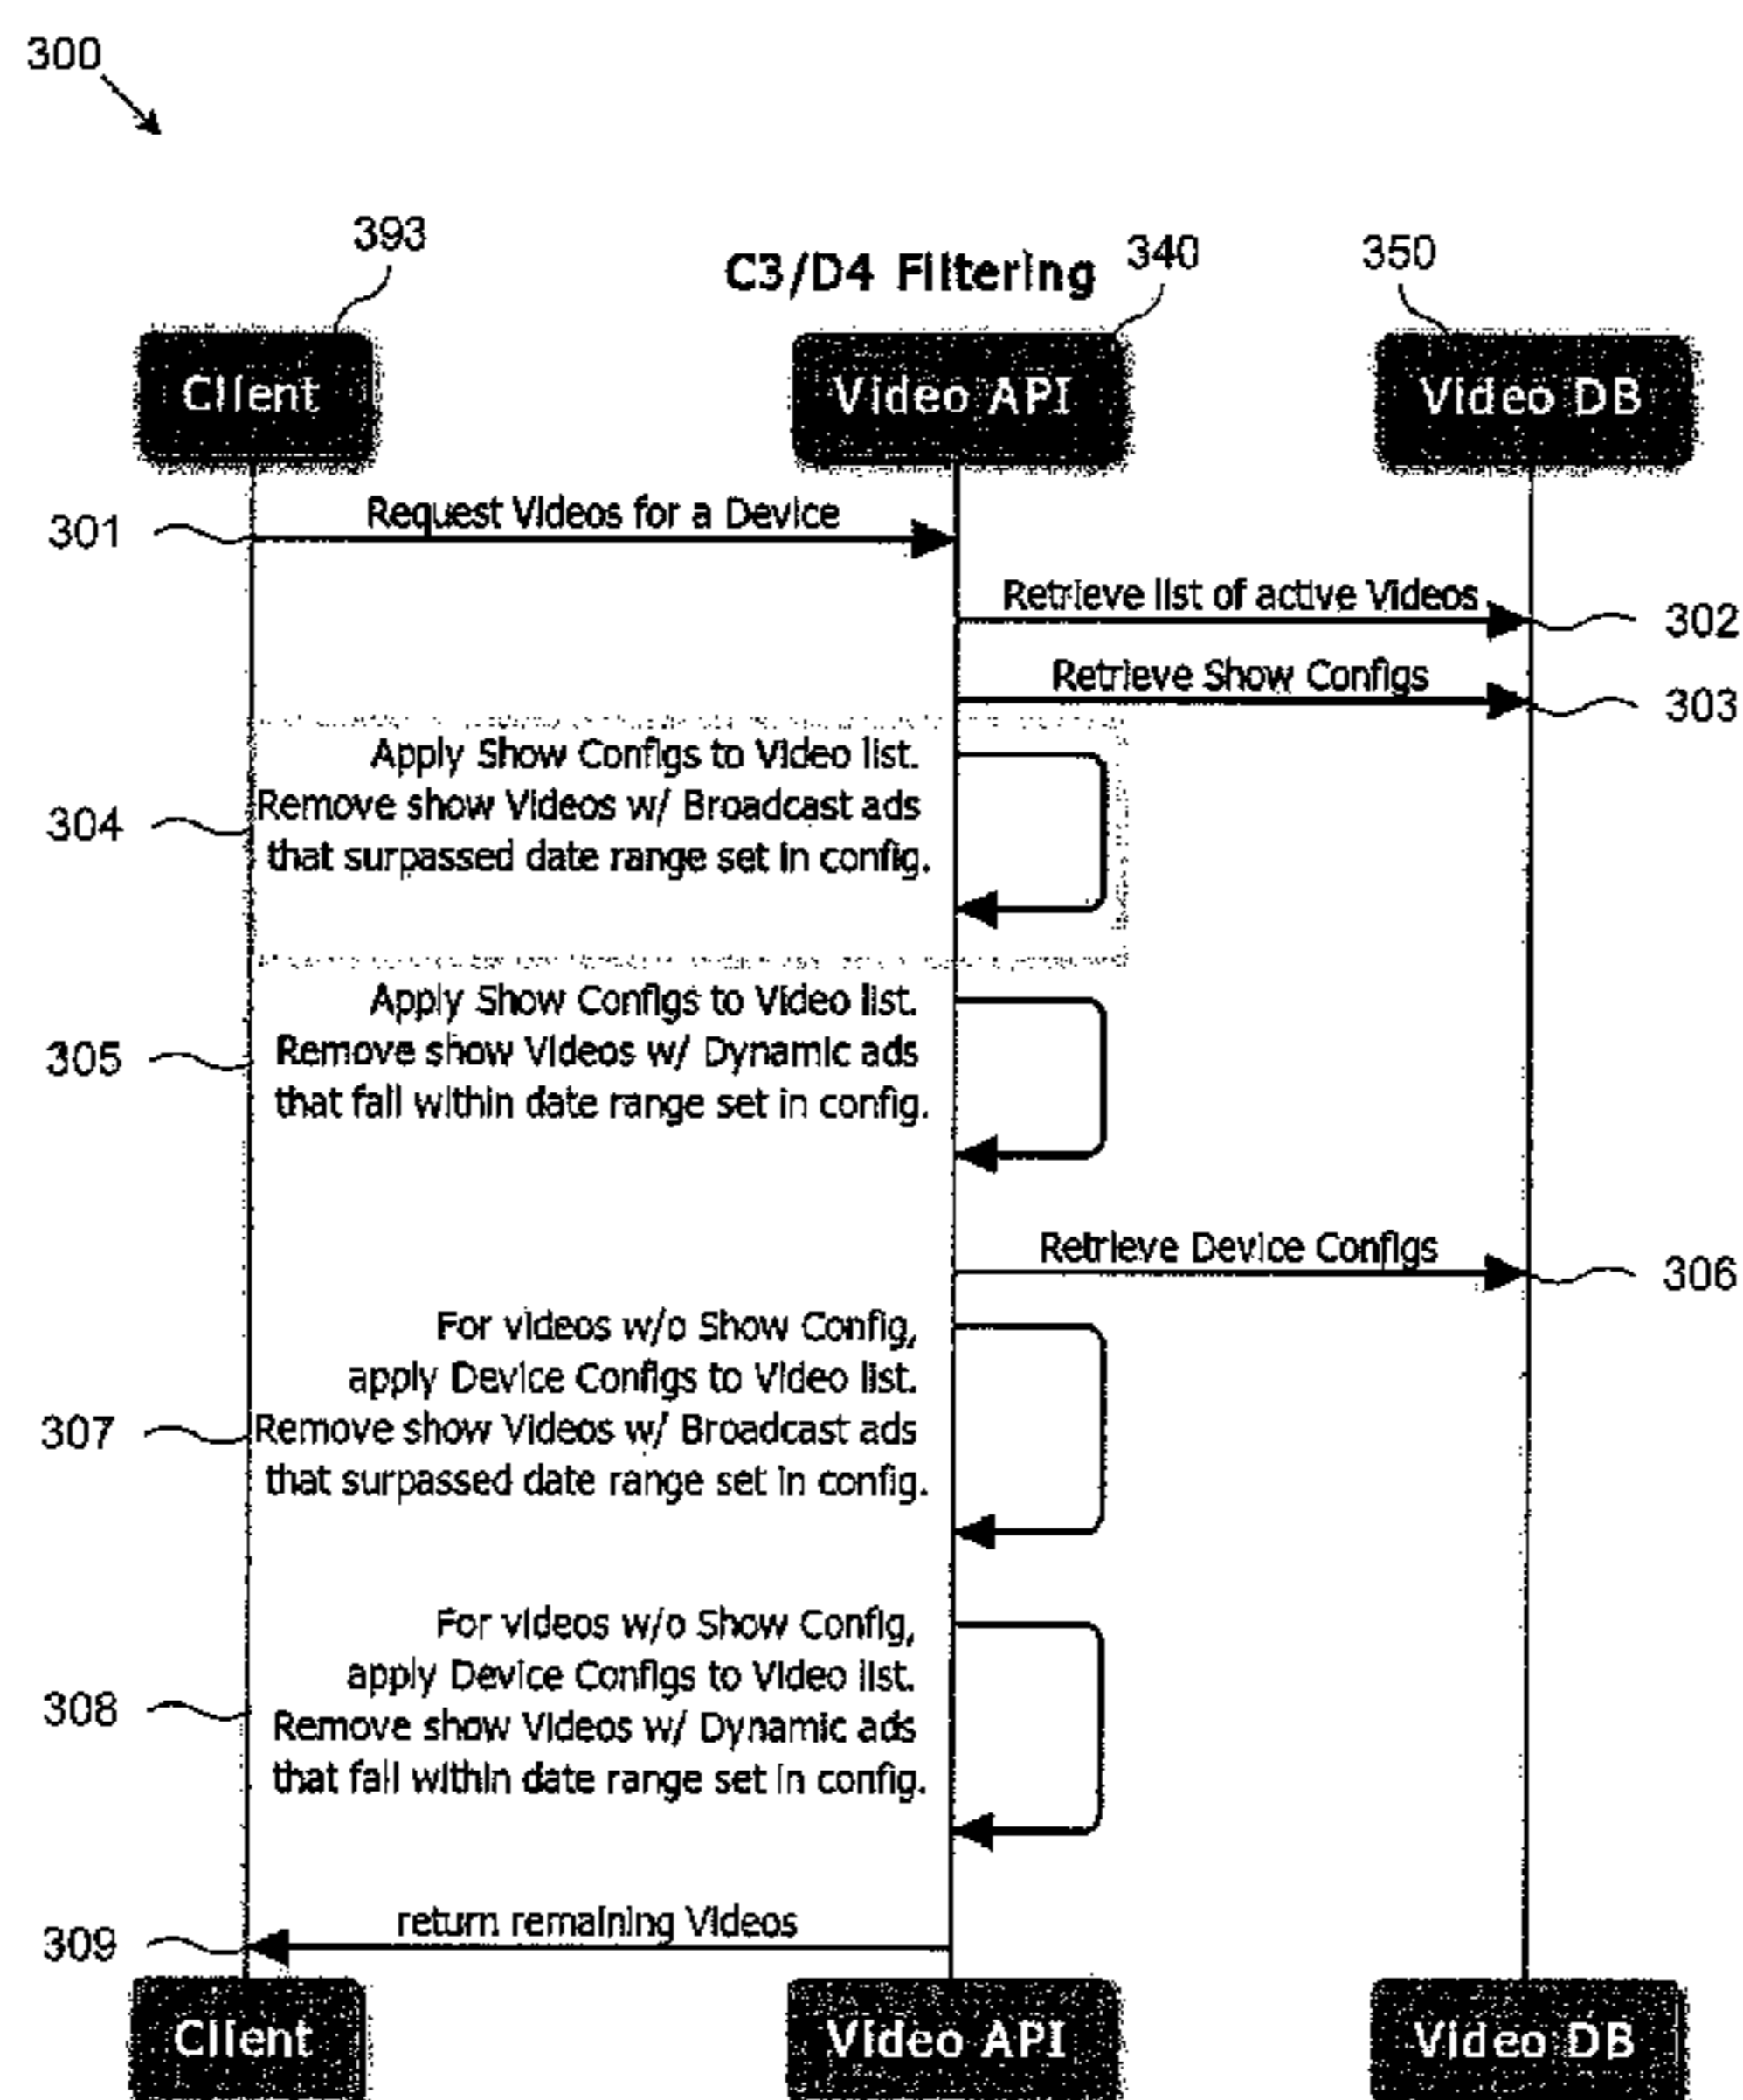 300
393
C3/D4 Filtering
340
350
Client
Video API
Video DB
301
Request Videos for a Device
Retrieve list of active Videos
302
Retrieve Show Configs
303
304
Apply Show Configs to Video list.
Remove show Videos w/ Broadcast ads
that surpassed date range set in config.
305
Apply Show Configs to Video list.
Remove show Videos w/ Dynamic ads
that fall within date range set in config.
Retrieve Device Configs
306
307
For videos w/o Show Config,
apply Device Configs to Video list.
Remove show Videos w/ Broadcast ads
that surpassed date range set in config.
308
For videos w/o Show Config,
apply Device Configs to Video list.
Remove show Videos w/ Dynamic ads
that fall within date range set in config.
309
return remaining Videos
Client
Video API
Video DB